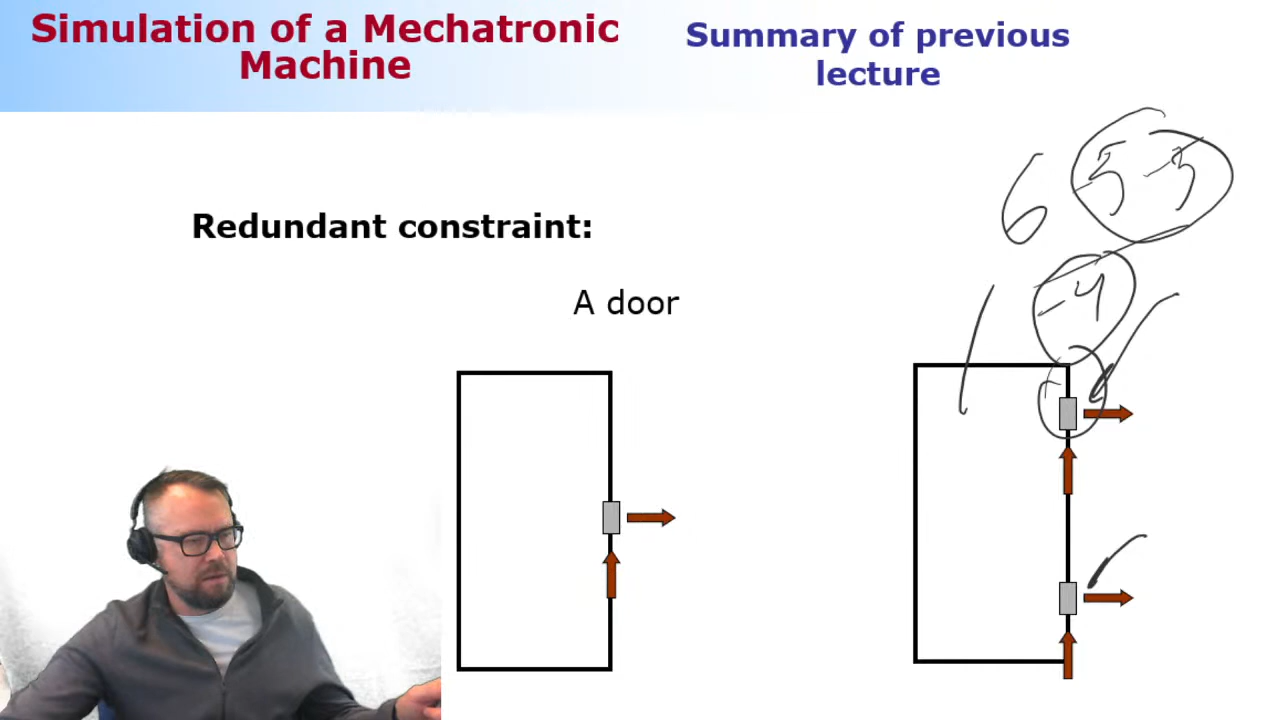 Simulation of a Mechatronic
Machine
Summary of previous
lecture
Redundant constraint:
A door
6 -5 -3
-4